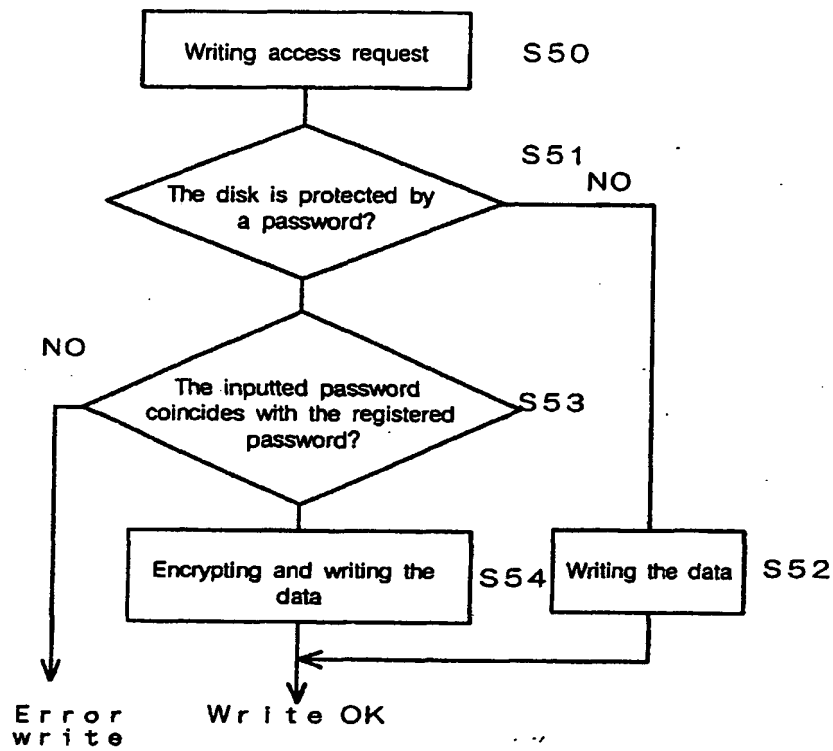 Writing access request
S50
S51
NO
The disk is protected by
a password?
NO
The inputted password
coincides with the registered
password?
S53
Encrypting and writing the
data
S54
Writing the data
S52
Error
write
Write OK